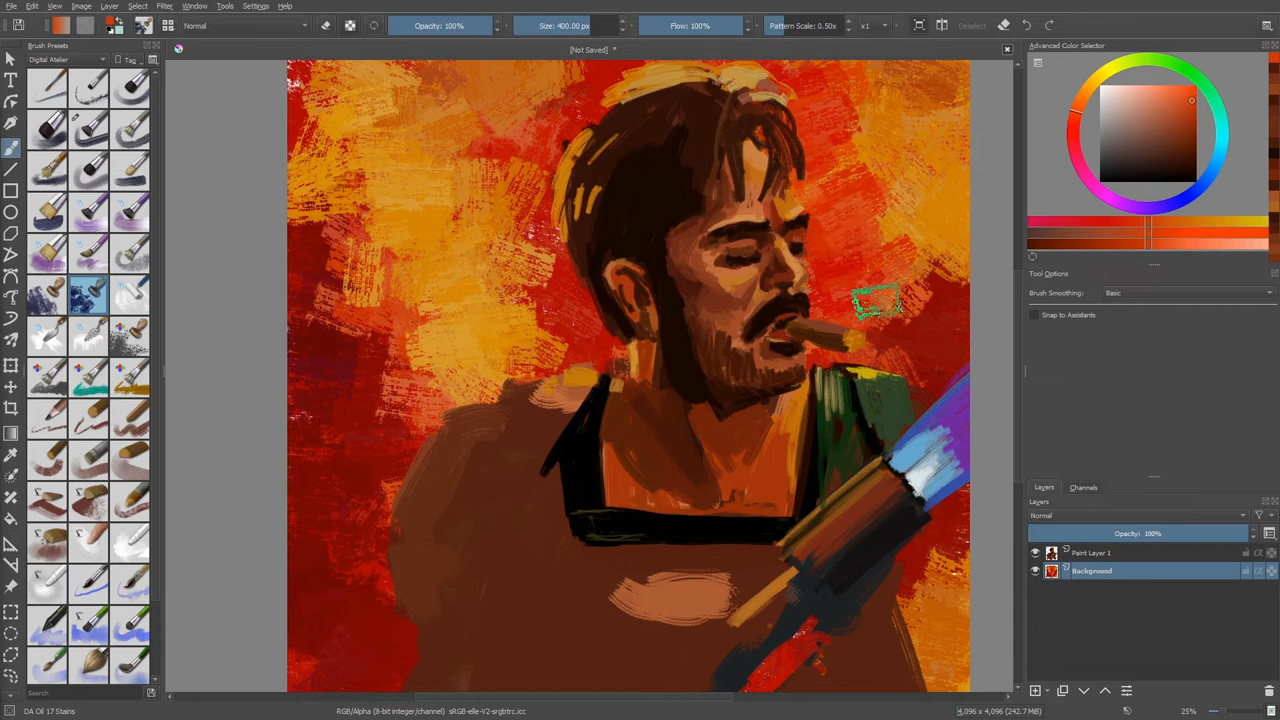 File Edit View Image Layer Select Filter Tools Window Settings Help
Normal Opacity: 100% Size: 400.00 px Flow: 100% Pattern Scale: 0.50x x1 Deselect
Brush Presets
[Not Saved] *
Advanced Color Selector
Digital Atelier Tag
Tool Options
Brush Smoothing: Basic
Snap to Assistants
Layers Channels
Layers
Normal
Opacity: 100%
Paint Layer 1
Background
Search
DA Oil 17 Stains RGB/Alpha (8-bit integer/channel) sRGB-elle-V2-srgbtrc.icc 4,096 x 4,096 (242.7 MiB) 25%